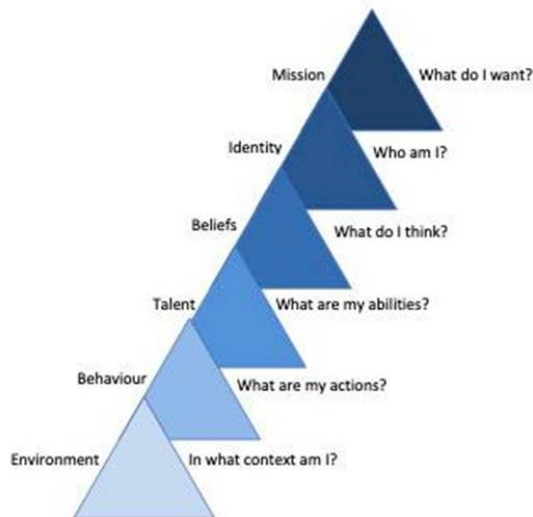 Mission What do I want?
Identity Who am I?
Beliefs What do I think?
Talent What are my abilities?
Behaviour What are my actions?
Environment In what context am I?